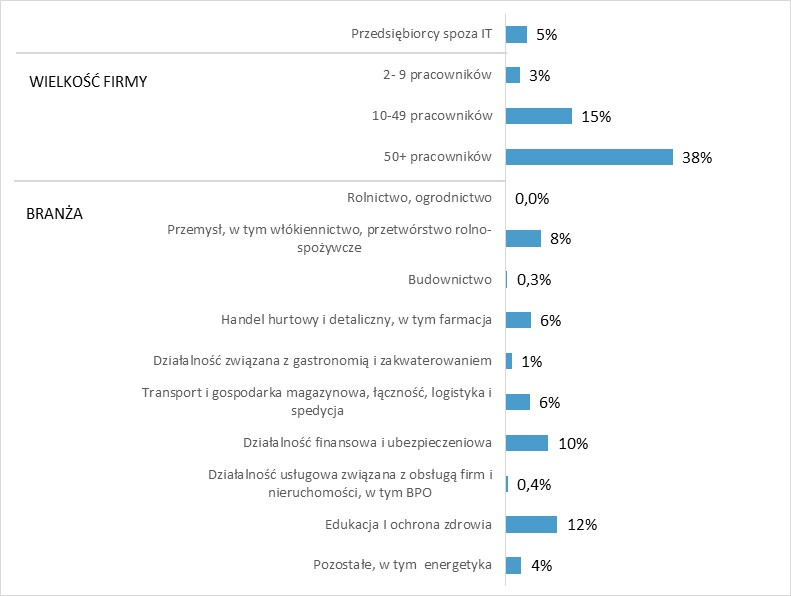 Przedsiębiorcy spoza IT 5%
WIELKOŚĆ FIRMY
2- 9 pracowników 3%
10-49 pracowników 15%
50+ pracowników 38%
BRANŻA
Rolnictwo, ogrodnictwo 0,0%
Przemysł, w tym włókiennictwo, przetwórstwo rolno-
spożywcze 8%
Budownictwo 0,3%
Handel hurtowy i detaliczny, w tym farmacja 6%
Działalność związana z gastronomią i zakwaterowaniem 1%
Transport i gospodarka magazynowa, łączność, logistyka i
spedycja 6%
Działalność finansowa i ubezpieczeniowa 10%
Działalność usługowa związana z obsługą firm i
nieruchomości, w tym BPO 0,4%
Edukacja I ochrona zdrowia 12%
Pozostałe, w tym energetyka 4%